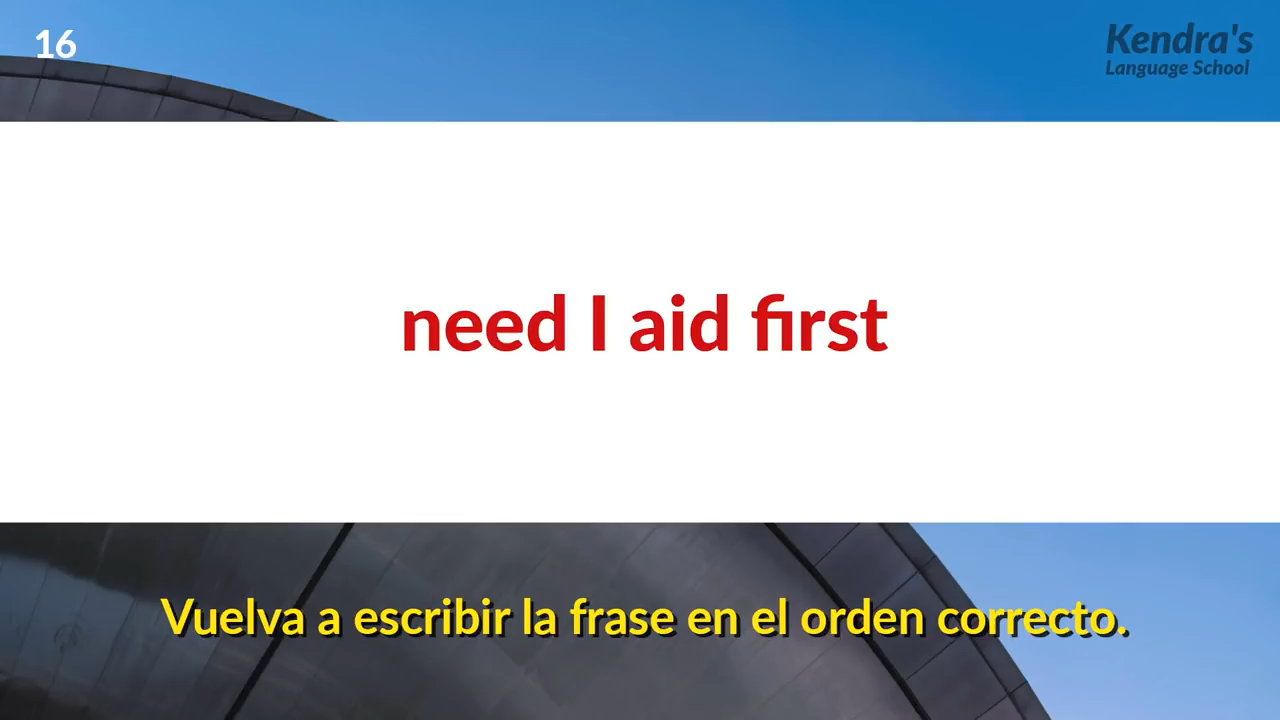 16
Kendra's
Language School
need I aid first
Vuelva a escribir la frase en el orden correcto.